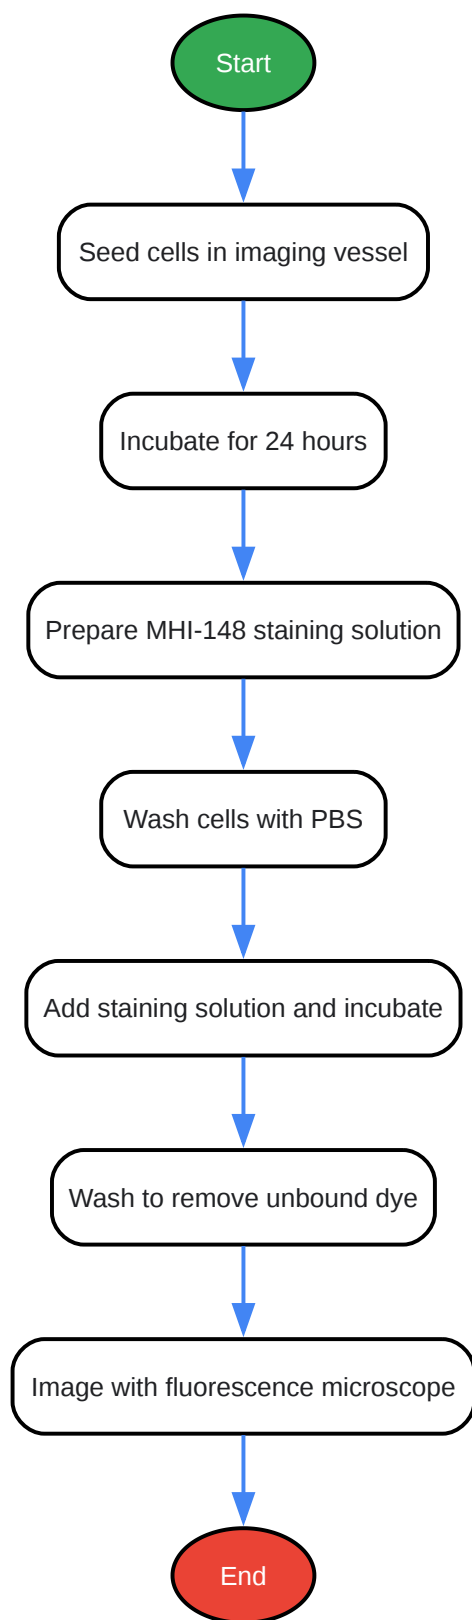 Start
Seed cells in imaging vessel
Incubate for 24 hours
Prepare MHI-148 staining solution
Wash cells with PBS
Add staining solution and incubate
Wash to remove unbound dye
Image with fluorescence microscope
End